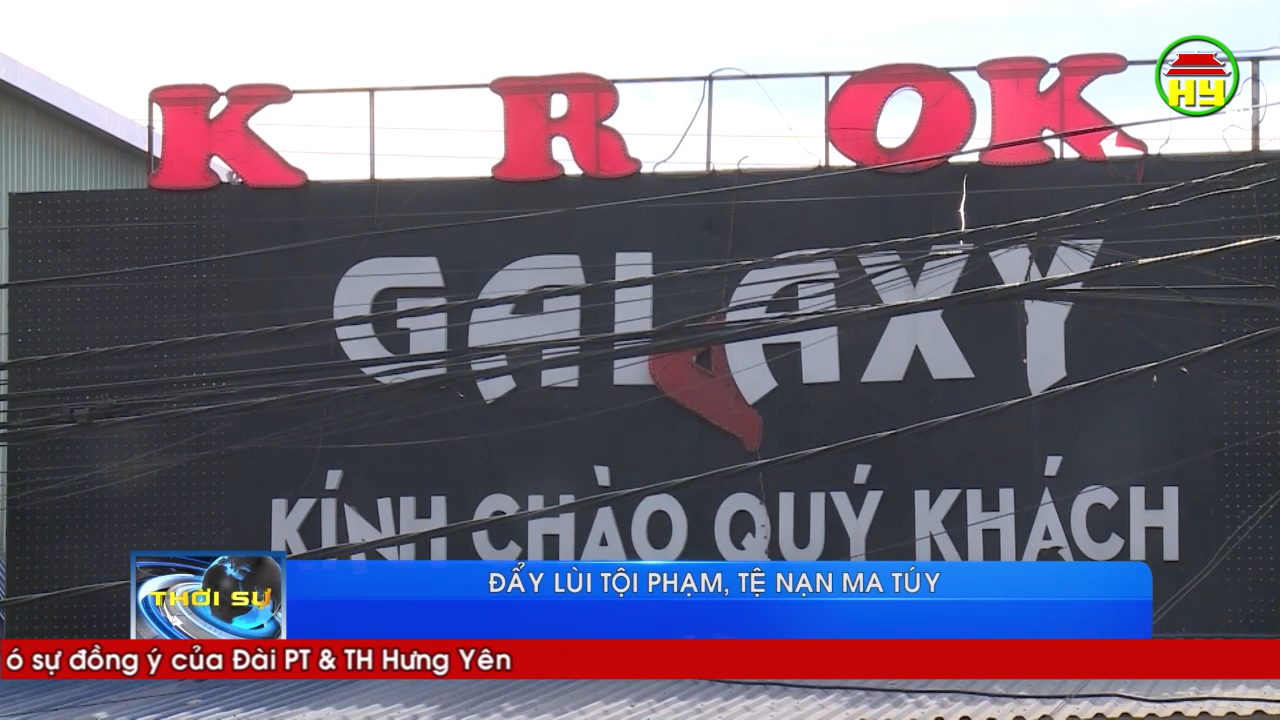 K R OK
HY
GALAXY
KÍNH CHÀO QUÝ KHÁCH
ĐẨY LÙI TỘI PHẠM, TỆ NẠN MA TÚY
THỜI SỰ
ó sự đồng ý của Đài PT & TH Hưng Yên